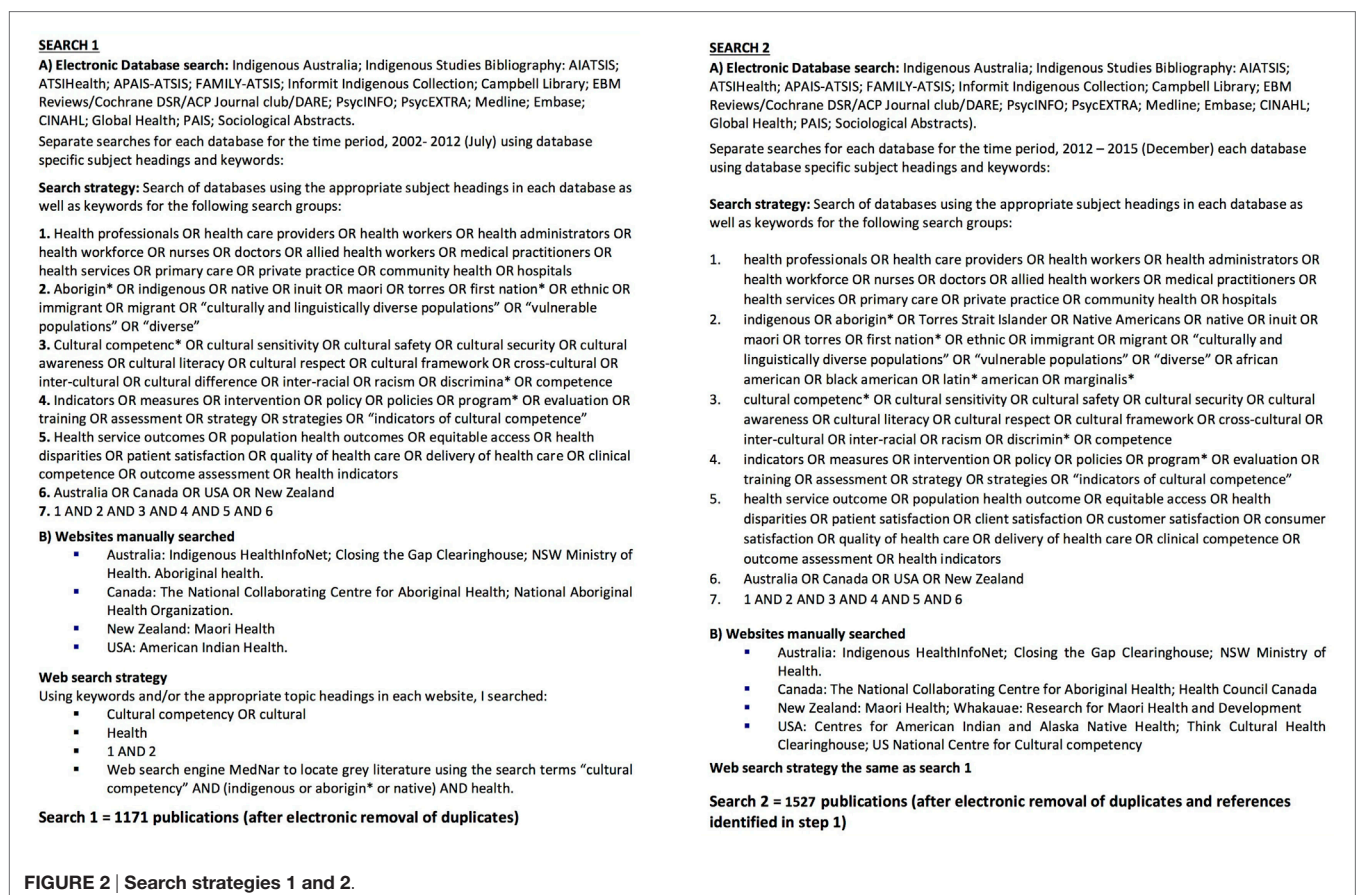 SEARCH 1
A) Electronic Database search: Indigenous Australia; Indigenous Studies Bibliography: AIATSIS;
ATSIHealth; APAIS-ATSIS; FAMILY-ATSIS; Informit Indigenous Collection; Campbell Library; EBM
Reviews/Cochrane DSR/ACP Journal club/DARE; PsycINFO; PsycEXTRA; Medline; Embase;
CINAHL; Global Health; PAIS; Sociological Abstracts.
Separate searches for each database for the time period, 2002- 2012 (July) using database
specific subject headings and keywords:
Search strategy: Search of databases using the appropriate subject headings in each database as
well as keywords for the following search groups:
1. Health professionals OR health care providers OR health workers OR health administrators OR
health workforce OR nurses OR doctors OR allied health workers OR medical practitioners OR
health services OR primary care OR private practice OR community health OR hospitals
2. Aborigin* OR indigenous OR native OR inuit OR maori OR torres OR first nation* OR ethnic OR
immigrant OR migrant OR “culturally and linguistically diverse populations” OR “vulnerable
populations” OR “diverse”
3. Cultural competenc* OR cultural sensitivity OR cultural safety OR cultural security OR cultural
awareness OR cultural literacy OR cultural respect OR cultural framework OR cross-cultural OR
inter-cultural OR cultural difference OR inter-racial OR racism OR discrimina* OR competence
4. Indicators OR measures OR intervention OR policy OR policies OR program* OR evaluation OR
training OR assessment OR strategy OR strategies OR “indicators of cultural competence”
5. Health service outcomes OR population health outcomes OR equitable access OR health
disparities OR patient satisfaction OR quality of health care OR delivery of health care OR clinical
competence OR outcome assessment OR health indicators
6. Australia OR Canada OR USA OR New Zealand
7. 1 AND 2 AND 3 AND 4 AND 5 AND 6
B) Websites manually searched
▪ Australia: Indigenous HealthInfoNet; Closing the Gap Clearinghouse; NSW Ministry of
Health. Aboriginal health.
▪ Canada: The National Collaborating Centre for Aboriginal Health; National Aboriginal
Health Organization.
▪ New Zealand: Maori Health
▪ USA: American Indian Health.
Web search strategy
Using keywords and/or the appropriate topic headings in each website, I searched:
▪ Cultural competency OR cultural
▪ Health
▪ 1 AND 2
▪ Web search engine MedNar to locate grey literature using the search terms “cultural
competency” AND (indigenous or aborigin* or native) AND health.
Search 1 = 1171 publications (after electronic removal of duplicates)
SEARCH 2
A) Electronic Database search: Indigenous Australia; Indigenous Studies Bibliography: AIATSIS;
ATSIHealth; APAIS-ATSIS; FAMILY-ATSIS; Informit Indigenous Collection; Campbell Library; EBM
Reviews/Cochrane DSR/ACP Journal club/DARE; PsycINFO; PsycEXTRA; Medline; Embase; CINAHL;
Global Health; PAIS; Sociological Abstracts).
Separate searches for each database for the time period, 2012 – 2015 (December) each database
using database specific subject headings and keywords:
Search strategy: Search of databases using the appropriate subject headings in each database as
well as keywords for the following search groups:
1. health professionals OR health care providers OR health workers OR health administrators OR
health workforce OR nurses OR doctors OR allied health workers OR medical practitioners OR
health services OR primary care OR private practice OR community health OR hospitals
2. indigenous OR aborigin* OR Torres Strait Islander OR Native Americans OR native OR inuit OR
maori OR torres OR first nation* OR ethnic OR immigrant OR migrant OR “culturally and
linguistically diverse populations” OR “vulnerable populations” OR “diverse” OR african
american OR black american OR latin* american OR marginalis*
3. cultural competenc* OR cultural sensitivity OR cultural safety OR cultural security OR cultural
awareness OR cultural literacy OR cultural respect OR cultural framework OR cross-cultural OR
inter-cultural OR inter-racial OR racism OR discrimin* OR competence
4. indicators OR measures OR intervention OR policy OR policies OR program* OR evaluation OR
training OR assessment OR strategy OR strategies OR “indicators of cultural competence”
5. health service outcome OR population health outcome OR equitable access OR health
disparities OR patient satisfaction OR client satisfaction OR customer satisfaction OR consumer
satisfaction OR quality of health care OR delivery of health care OR clinical competence OR
outcome assessment OR health indicators
6. Australia OR Canada OR USA OR New Zealand
7. 1 AND 2 AND 3 AND 4 AND 5 AND 6
B) Websites manually searched
▪ Australia: Indigenous HealthInfoNet; Closing the Gap Clearinghouse; NSW Ministry of
Health.
▪ Canada: The National Collaborating Centre for Aboriginal Health; Health Council Canada
▪ New Zealand: Maori Health; Whakauae: Research for Maori Health and Development
▪ USA: Centres for American Indian and Alaska Native Health; Think Cultural Health
Clearinghouse; US National Centre for Cultural competency
Web search strategy the same as search 1
Search 2 = 1527 publications (after electronic removal of duplicates and references
identified in step 1)
FIGURE 2 | Search strategies 1 and 2.